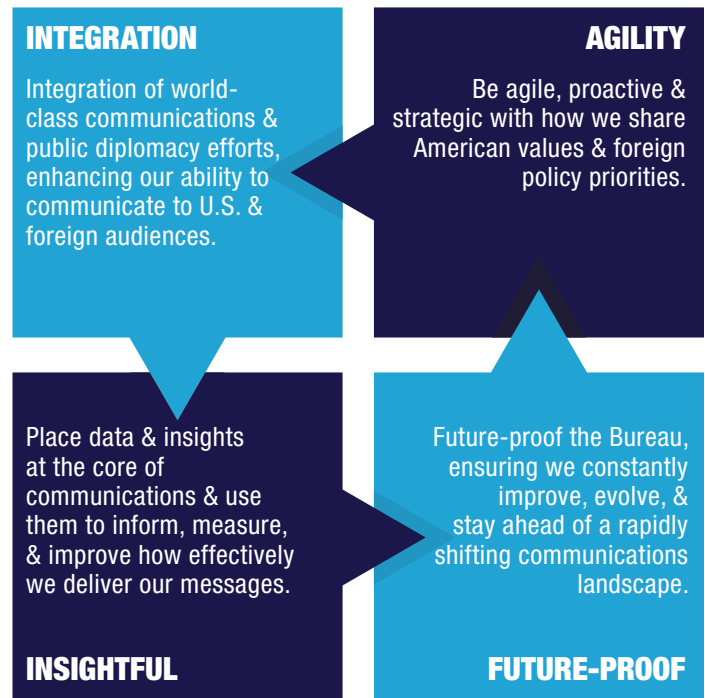 INTEGRATION
Integration of world-
class communications &
public diplomacy efforts,
enhancing our ability to
communicate to U.S. &
foreign audiences.
AGILITY
Be agile, proactive &
strategic with how we share
American values & foreign
policy priorities.
Place data & insights
at the core of
communications & use
them to inform, measure,
& improve how effectively
we deliver our messages.
INSIGHTFUL
Future-proof the Bureau,
ensuring we constantly
improve, evolve, &
stay ahead of a rapidly
shifting communications
landscape.
FUTURE-PROOF